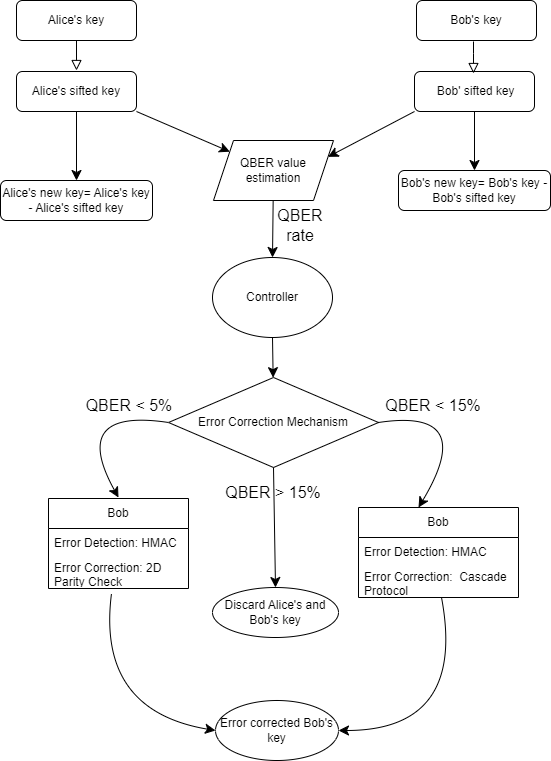 Alice's key
Bob's key
Alice's sifted key
Bob' sifted key
QBER value
estimation
Alice's new key= Alice's key
- Alice's sifted key
Bob's new key= Bob's key -
Bob's sifted key
QBER
rate
Controller
QBER < 5%
QBER < 15%
Error Correction Mechanism
QBER > 15%
Bob
Error Detection: HMAC
Error Correction: 2D
Parity Check
Bob
Error Detection: HMAC
Error Correction:  Cascade
Protocol
Discard Alice's and
Bob's key
Error corrected Bob's
key